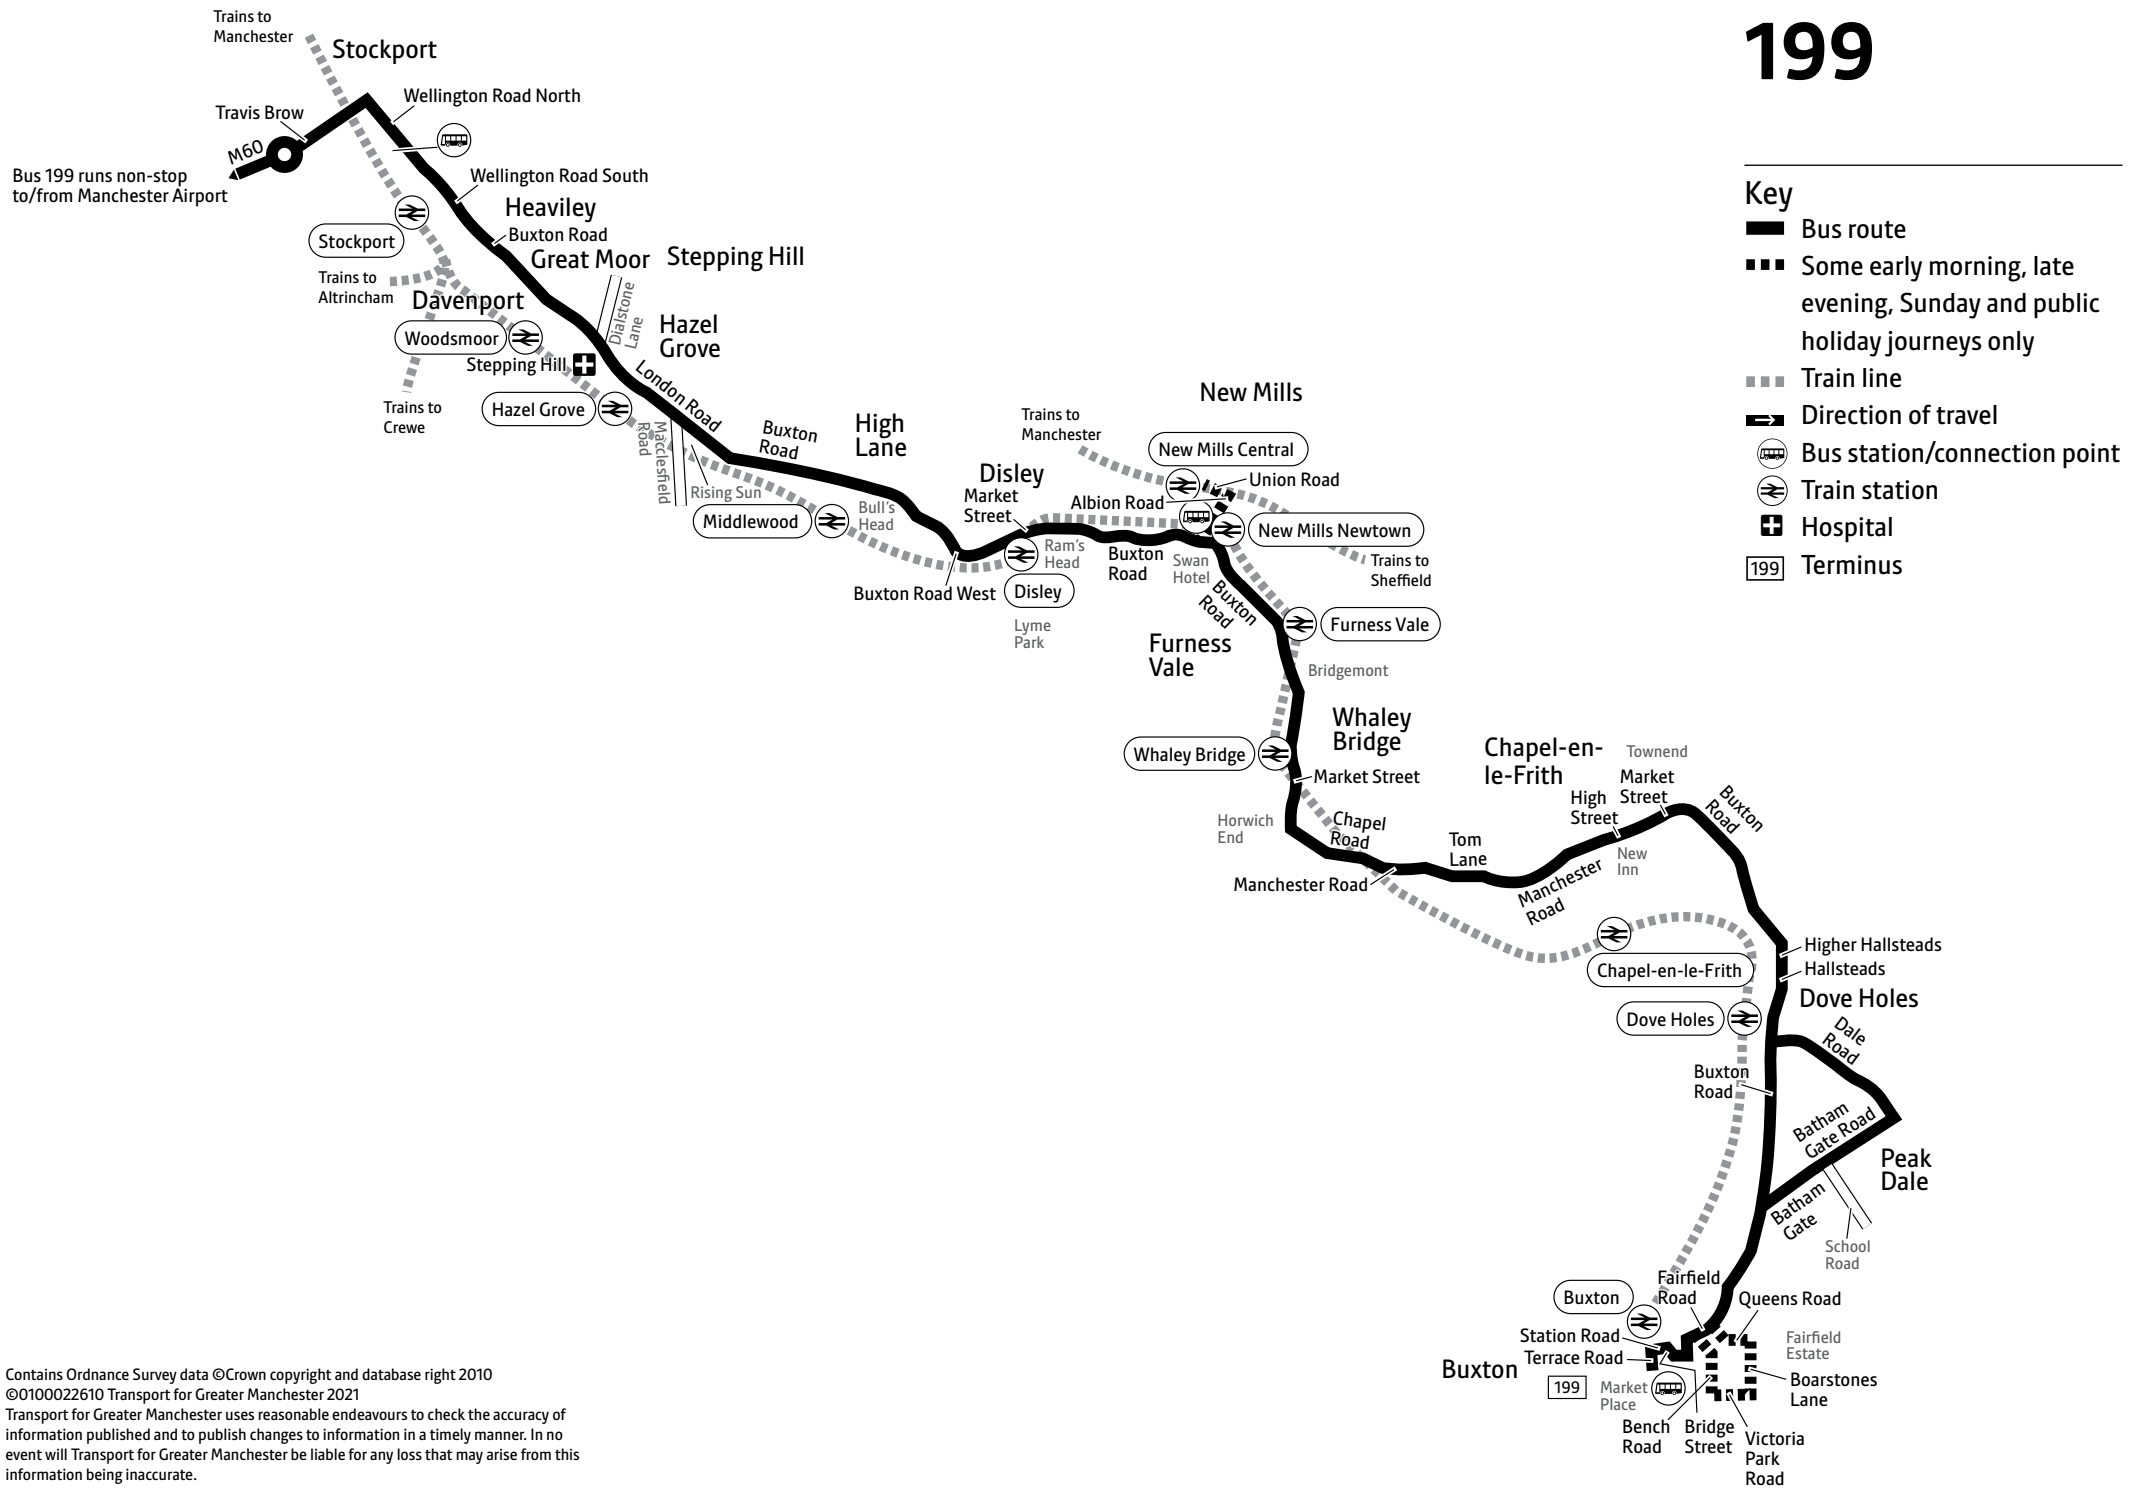 199
Trains to
Manchester
Stockport
Wellington Road North
Travis Brow
M60
Bus 199 runs non-stop
to/from Manchester Airport
Wellington Road South
Heaviley
Buxton Road
Stockport
Great Moor
Stepping Hill
Trains to
Altrincham
Davenport
Dialstone
Lane
Woodsmoor
Hazel
Grove
Stepping Hill
London Road
Trains to
Crewe
Hazel Grove
Macclesfield
Road
Rising Sun
Buxton
Road
High
Lane
Middlewood
Bull's
Head
Disley
Market
Street
Buxton Road West
Ram's
Head
Disley
Lyme
Park
New Mills
Trains to
Manchester
New Mills Central
Union Road
Albion Road
New Mills Newtown
Buxton
Road
Swan
Hotel
Trains to
Sheffield
Buxton
Road
Furness Vale
Furness
Vale
Bridgemont
Whaley
Bridge
Whaley Bridge
Market Street
Horwich
End
Chapel
Road
Manchester Road
Tom
Lane
Chapel-en-
le-Frith
Townend
Market
Street
High
Street
Buxton
Road
New
Inn
Manchester
Road
Chapel-en-le-Frith
Higher Hallsteads
Hallsteads
Dove Holes
Dove Holes
Dale
Road
Buxton
Road
Batham
Gate Road
Peak
Dale
Batham
Gate
School
Road
Buxton
Fairfield
Road
Queens Road
Station Road
Terrace Road
Fairfield
Estate
Buxton
199
Market
Place
Boarstones
Lane
Bench
Road
Bridge
Street
Victoria
Park
Road
Key
Bus route
Some early morning, late
evening, Sunday and public
holiday journeys only
Train line
Direction of travel
Bus station/connection point
Train station
Hospital
199 Terminus
Contains Ordnance Survey data ©Crown copyright and database right 2010
©0100022610 Transport for Greater Manchester 2021
Transport for Greater Manchester uses reasonable endeavours to check the accuracy of
information published and to publish changes to information in a timely manner. In no
event will Transport for Greater Manchester be liable for any loss that may arise from this
information being inaccurate.